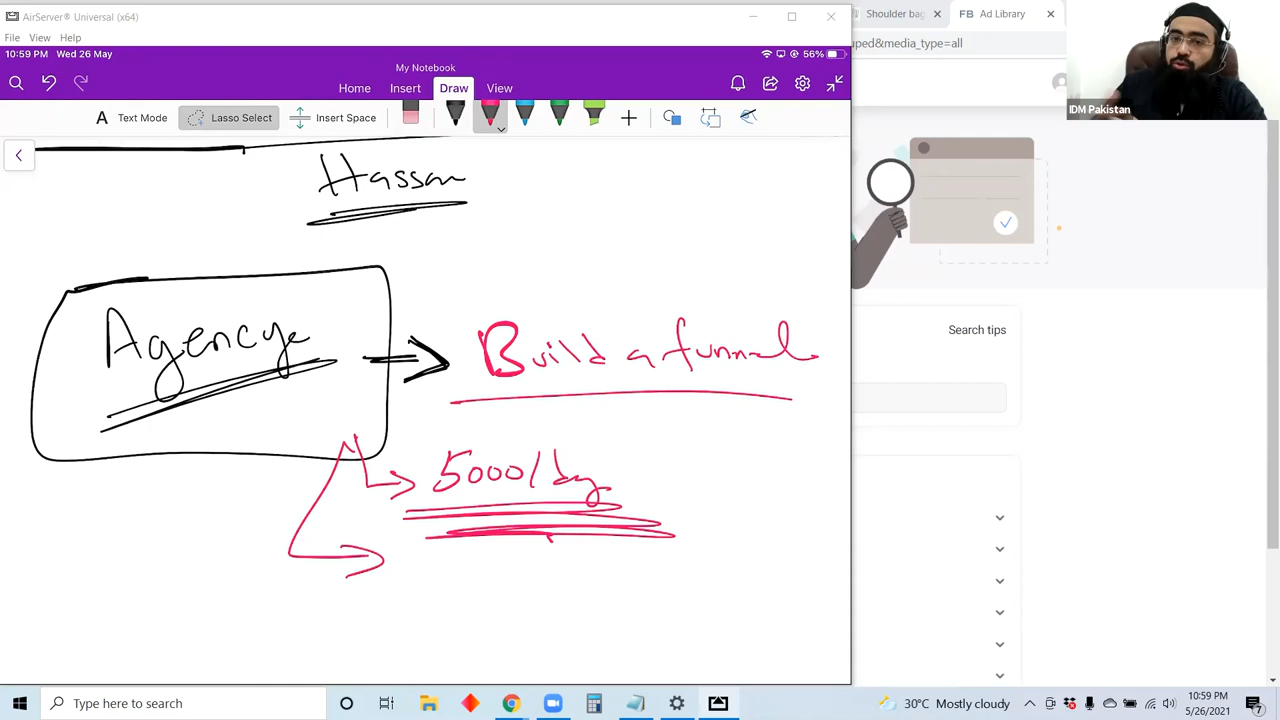 AirServer® Universal (x64)
Shoulder bag
FB Ad Library
File View Help
uped&media_type=all
10:59 PM Wed 26 May
56%
My Notebook
Home Insert Draw View
IDM Pakistan
Text Mode Lasso Select Insert Space
Hassan
Search tips
Agency
Build a funnel
5000/day
Type here to search
30°C Mostly cloudy
10:59 PM
5/26/2021
7